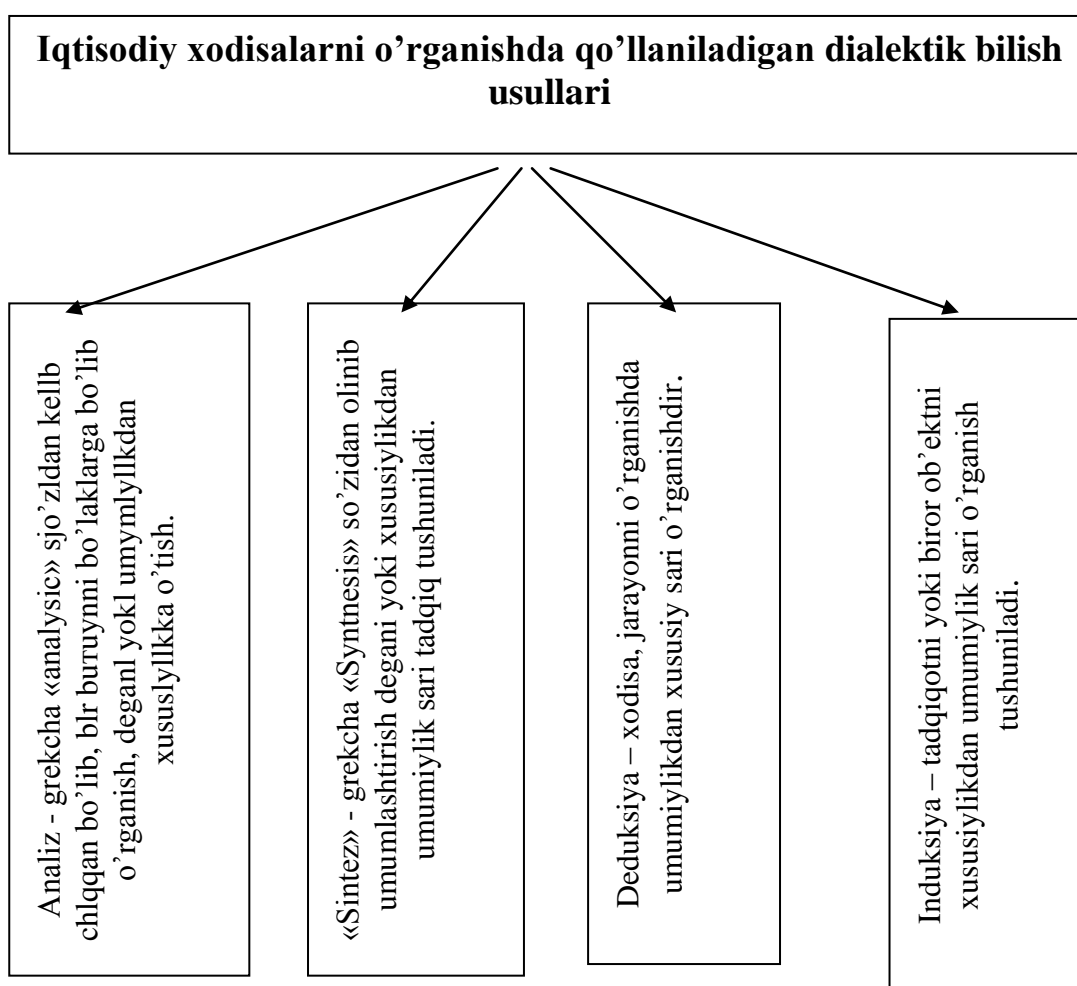 Iqtisodiy xodisalarni o’rganishda qo’llaniladigan dialektik bilish
usullari
Analiz - grekcha «analysic» sjo’zldan kellb
chlqqan bo’lib, blr butuynni bo’laklarga bo’lib
o’rganish, deganl yokl umymlyllkdan
xususlyllkka o’tish.
«Sintez» - grekcha «Syntnesis» so’zidan olinib
umumlashtirish degani yoki xususiylikdan
umumiylik sari tadqiq tushuniladi.
Deduksiya – xodisa, jarayonni o’rganishda
umumiylikdan xususiy sari o’rganishdir.
Induksiya – tadqiqotni yoki biror ob’ektni
xususiylikdan umumiylik sari o’rganish
tushuniladi.